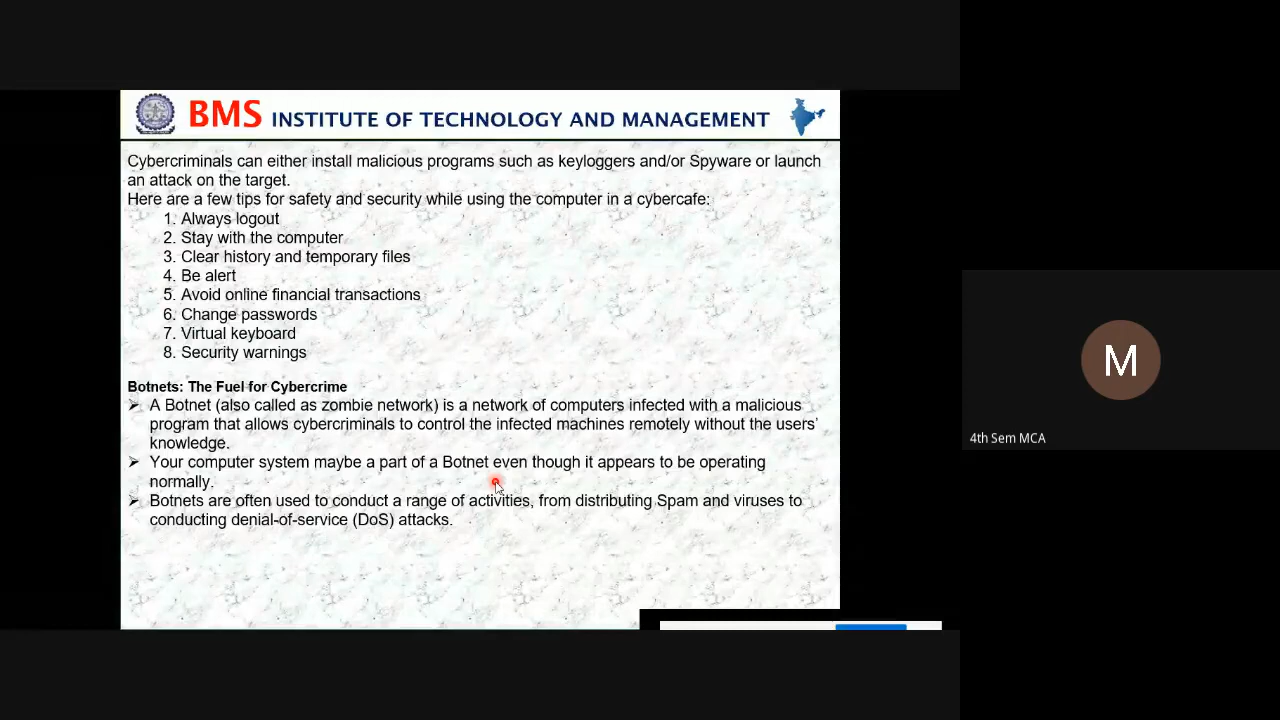 BMS INSTITUTE OF TECHNOLOGY AND MANAGEMENT
Cybercriminals can either install malicious programs such as keyloggers and/or Spyware or launch
an attack on the target.
Here are a few tips for safety and security while using the computer in a cybercafe:
1. Always logout
2. Stay with the computer
3. Clear history and temporary files
4. Be alert
5. Avoid online financial transactions
6. Change passwords
7. Virtual keyboard
8. Security warnings
Botnets: The Fuel for Cybercrime
➢ A Botnet (also called as zombie network) is a network of computers infected with a malicious
program that allows cybercriminals to control the infected machines remotely without the users'
knowledge.
➢ Your computer system maybe a part of a Botnet even though it appears to be operating
normally.
➢ Botnets are often used to conduct a range of activities, from distributing Spam and viruses to
conducting denial-of-service (DoS) attacks.
M
4th Sem MCA